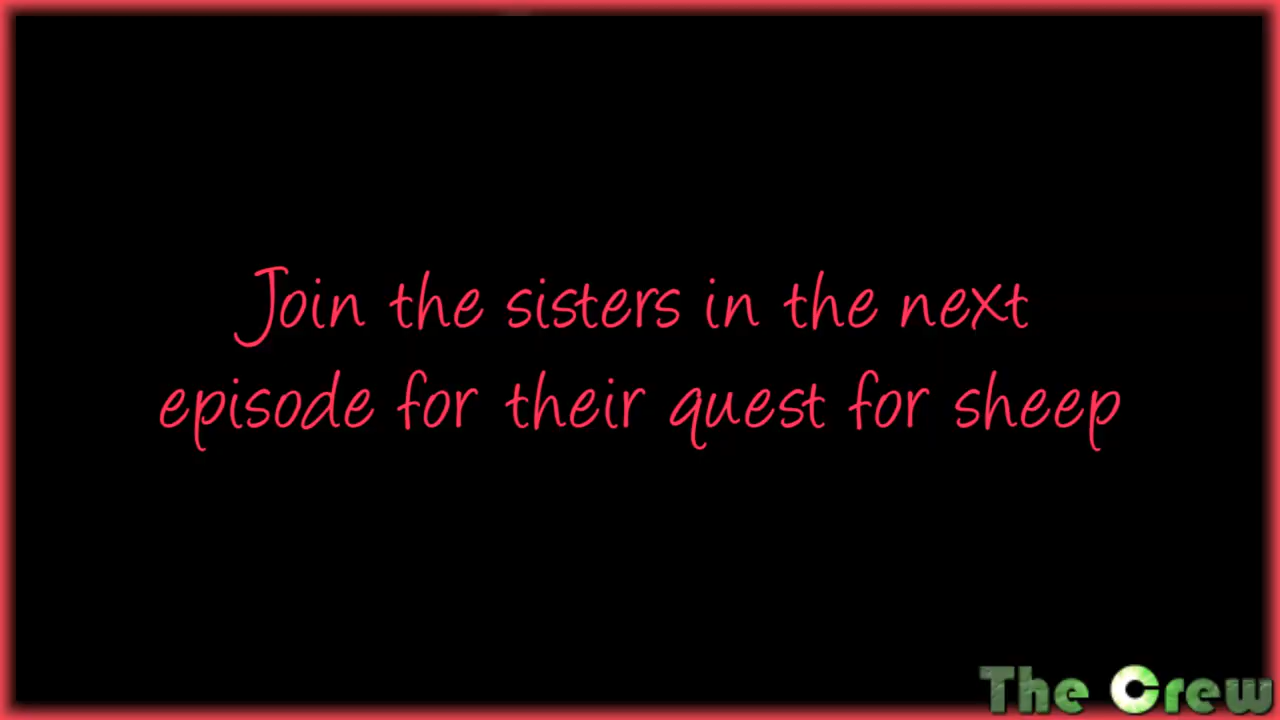 Join the sisters in the next
episode for their quest for sheep
The Crew